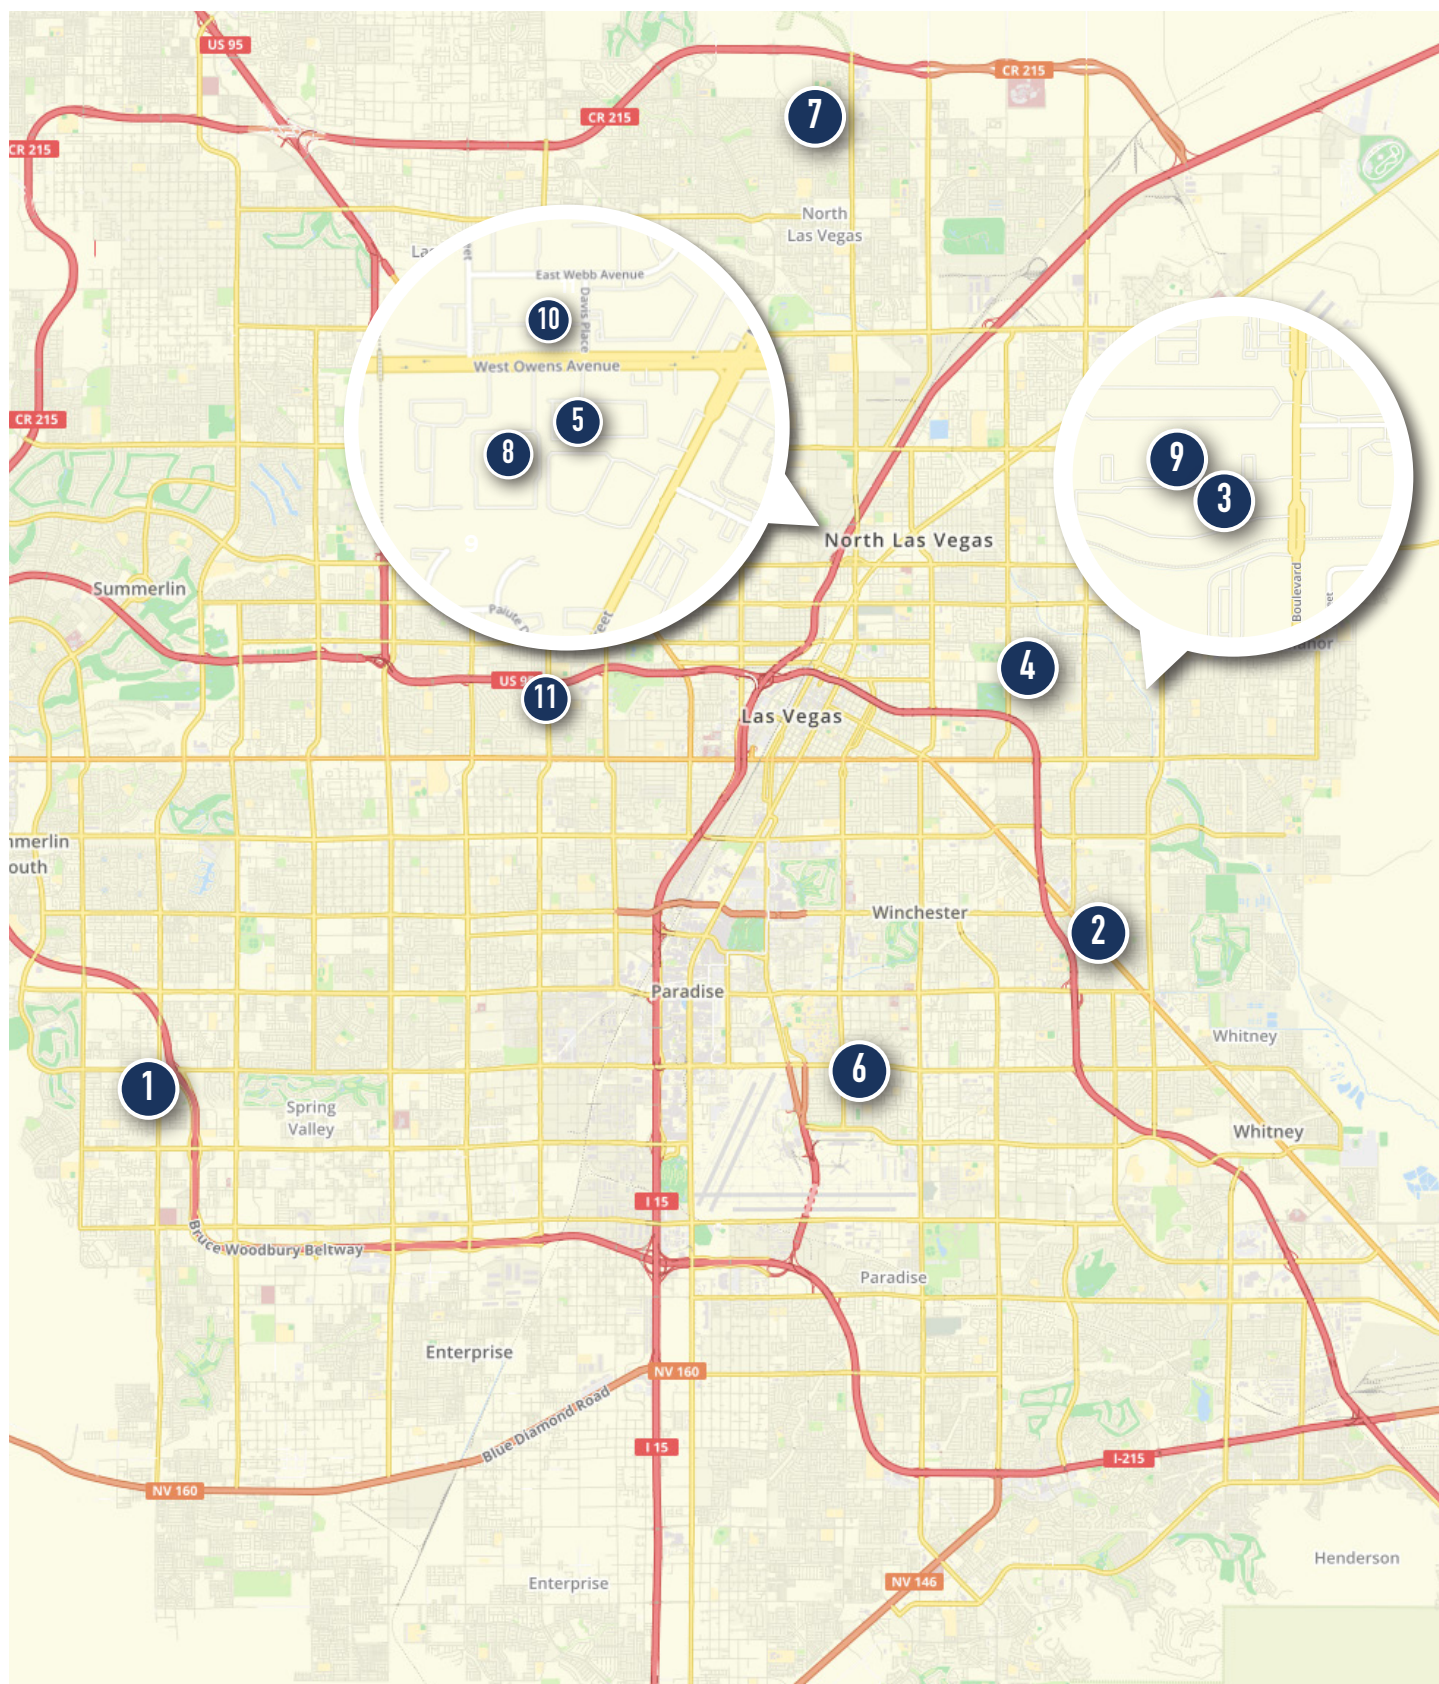 US 95
CR 215
CR 215
7
CR 215
North
Las Vegas
East Webb Avenue
Davis Place
10
West Owens Avenue
5
8
9
9
3
Boulevard
CR 215
North Las Vegas
Summerlin
4
US 95
11
Las Vegas
Winchester
2
Paradise
Whitney
6
1
Spring
Valley
Whitney
I 15
Bruce Woodbury Beltway
Paradise
Enterprise
NV 160
Blue Diamond Road
I 15
I-215
NV 160
Henderson
Enterprise
NV 146